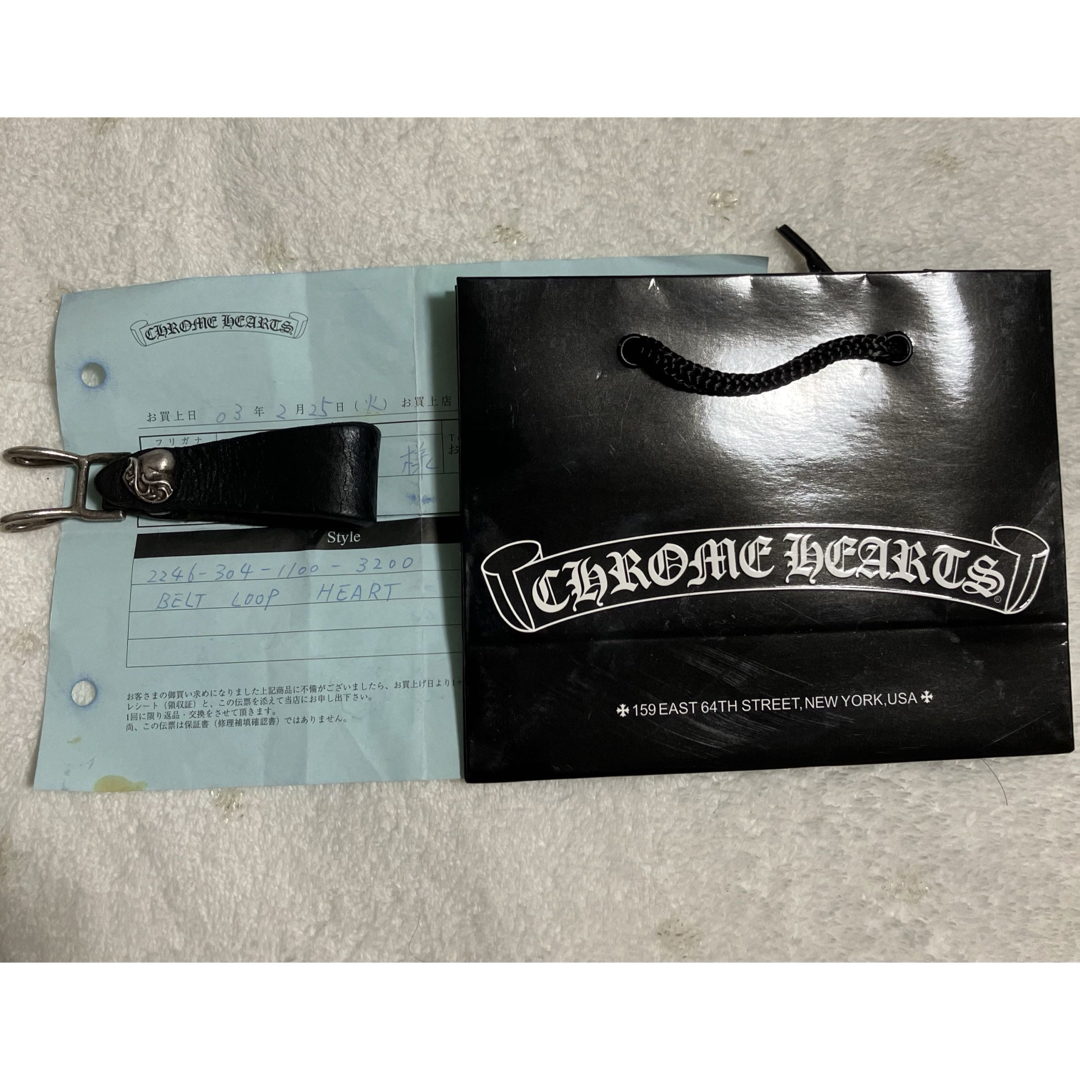 CHROME HEARTS
お買上日 03年 2月25日(火) お買上店
フリガナ
様
Style
2246-304-1100-3200
BELT LOOP HEART
お客さまの御買い求めになりました上記商品に不備がございましたら、お買上げ日より
レシート（領収証）と、この伝票を添えて当店にお申し出下さい。
1回に限り返品・交換をさせて頂きます。
尚、この伝票は保証書（修理補填確認書）ではありません。
CHROME HEARTS®
✠ 159 EAST 64TH STREET, NEW YORK, USA ✠